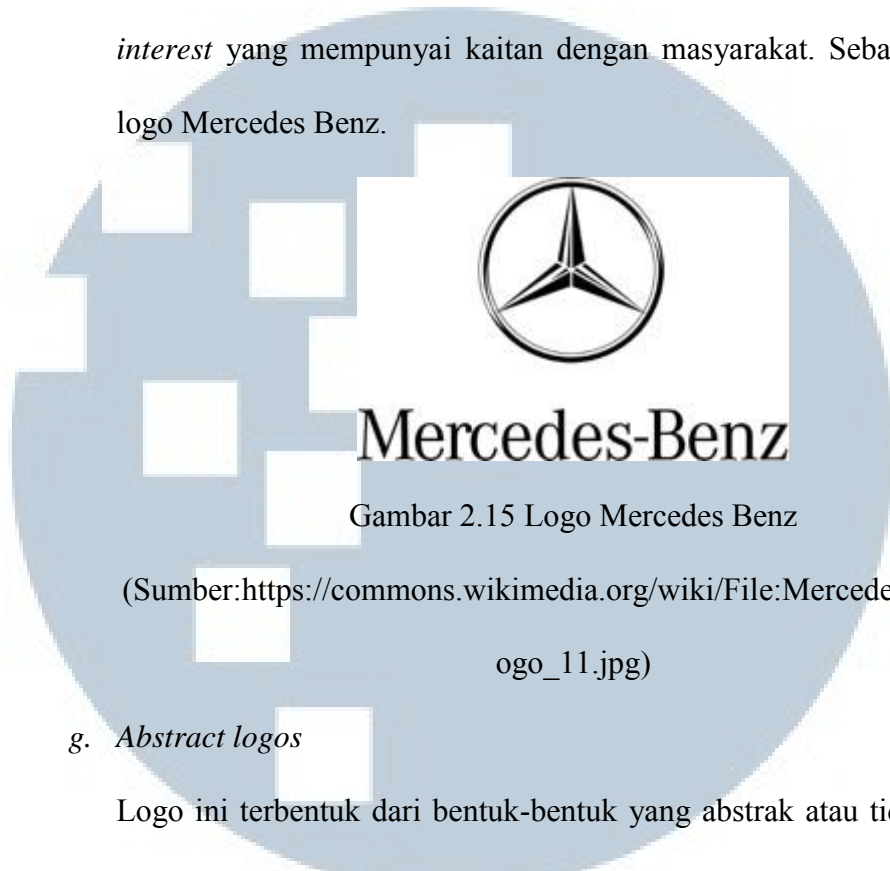 interest yang mempunyai kaitan dengan masyarakat.
logo Mercedes Benz.
Mercedes-Benz
Gambar 2.15 Logo Mercedes Benz
(Sumber:https://commons.wikimedia.org/wiki/File:Mercede
ogo_11.jpg)
g. Abstract logos
Logo ini terbentuk dari bentuk-bentuk yang abstrak atau